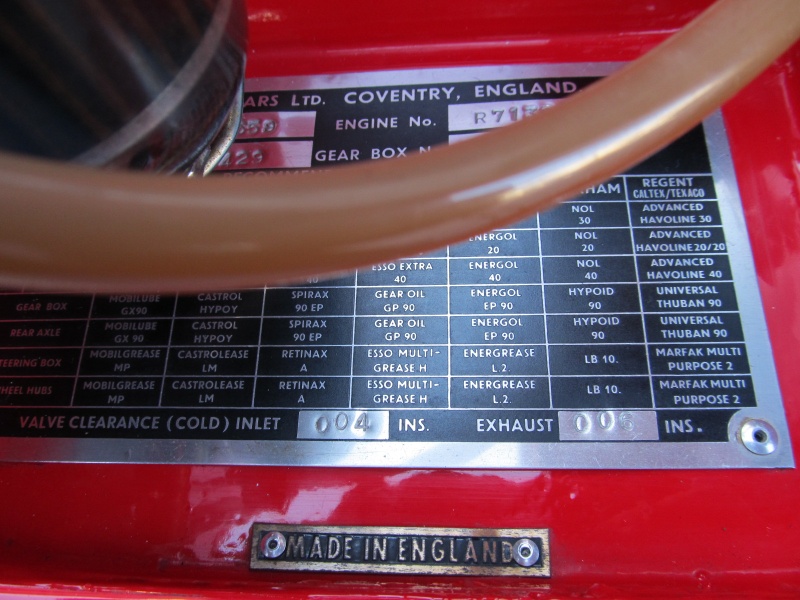 ARS LTD. COVENTRY, ENGLAND
ENGINE No. R715
429 GEAR BOX N
HAM REGENT CALTEX/TEXACO
NOL 30 ADVANCED HAVOLINE 30
ENERGOL 20 NOL 20 ADVANCED HAVOLINE 20/20
40 ESSO EXTRA 40 ENERGOL 40 NOL 40 ADVANCED HAVOLINE 40
GEAR BOX MOBILUBE GX90 CASTROL HYPOY SPIRAX 90 EP GEAR OIL GP 90 ENERGOL EP 90 HYPOID 90 UNIVERSAL THUBAN 90
REAR AXLE MOBILUBE GX 90 CASTROL HYPOY SPIRAX 90 EP GEAR OIL GP 90 ENERGOL EP 90 HYPOID 90 UNIVERSAL THUBAN 90
TEERING BOX MOBILGREASE MP CASTROLEASE LM RETINAX A ESSO MULTI-GREASE H ENERGREASE L.2 LB 10. MARFAK MULTI PURPOSE 2
HEEL HUBS MOBILGREASE MP CASTROLEASE LM RETINAX A ESSO MULTI-GREASE H ENERGREASE L.2. LB 10. MARFAK MULTI PURPOSE 2
VALVE CLEARANCE (COLD) INLET 004 INS. EXHAUST 006 INS.
MADE IN ENGLAND